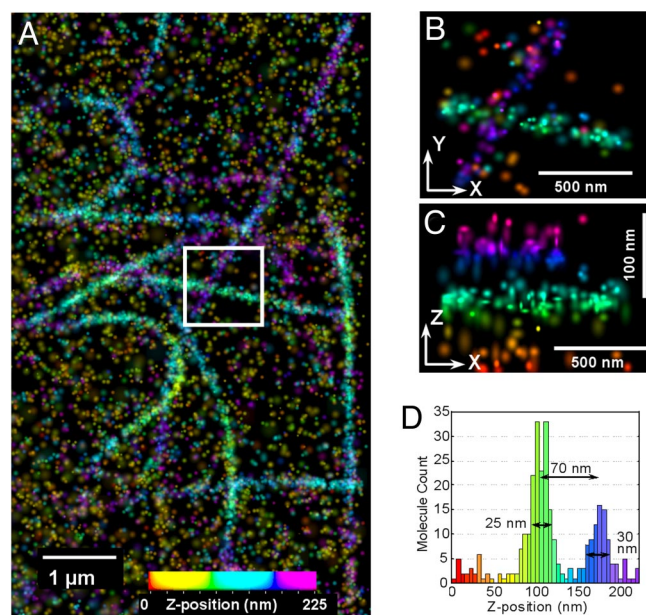 A
1 µm
0 Z-position (nm) 225
B
Y
X
500 nm
C
100 nm
Z
X
500 nm
D
35
30
25
20
15
10
5
0
Molecule Count
70 nm
25 nm
30
nm
0 50 100 150 200
Z-position (nm)